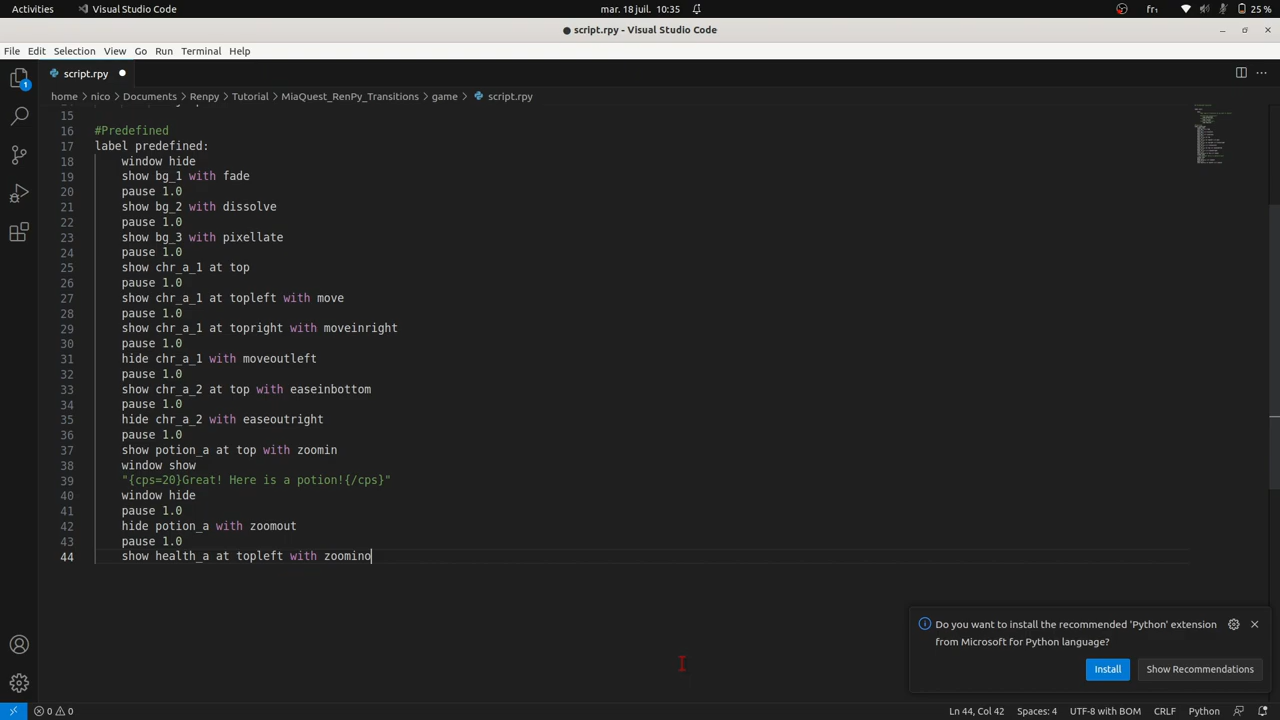 Activities
Visual Studio Code
mar. 18 juil. 10:35
fr₁
25 %
script.rpy - Visual Studio Code
File Edit Selection View Go Run Terminal Help
script.rpy
home nico Documents Renpy Tutorial MiaQuest_RenPy_Transitions game script.rpy
1
15
16 #Predefined
17 label predefined:
18 window hide
19 show bg_1 with fade
20 pause 1.0
21 show bg_2 with dissolve
22 pause 1.0
23 show bg_3 with pixellate
24 pause 1.0
25 show chr_a_1 at top
26 pause 1.0
27 show chr_a_1 at topleft with move
28 pause 1.0
29 show chr_a_1 at topright with moveinright
30 pause 1.0
31 hide chr_a_1 with moveoutleft
32 pause 1.0
33 show chr_a_2 at top with easeinbottom
34 pause 1.0
35 hide chr_a_2 with easeoutright
36 pause 1.0
37 show potion_a at top with zoomin
38 window show
39 "{cps=20}Great! Here is a potion!{/cps}"
40 window hide
41 pause 1.0
42 hide potion_a with zoomout
43 pause 1.0
44 show health_a at topleft with zoomino
Do you want to install the recommended 'Python' extension
from Microsoft for Python language?
Install
Show Recommendations
0 0
Ln 44, Col 42
Spaces: 4
UTF-8 with BOM
CRLF
Python